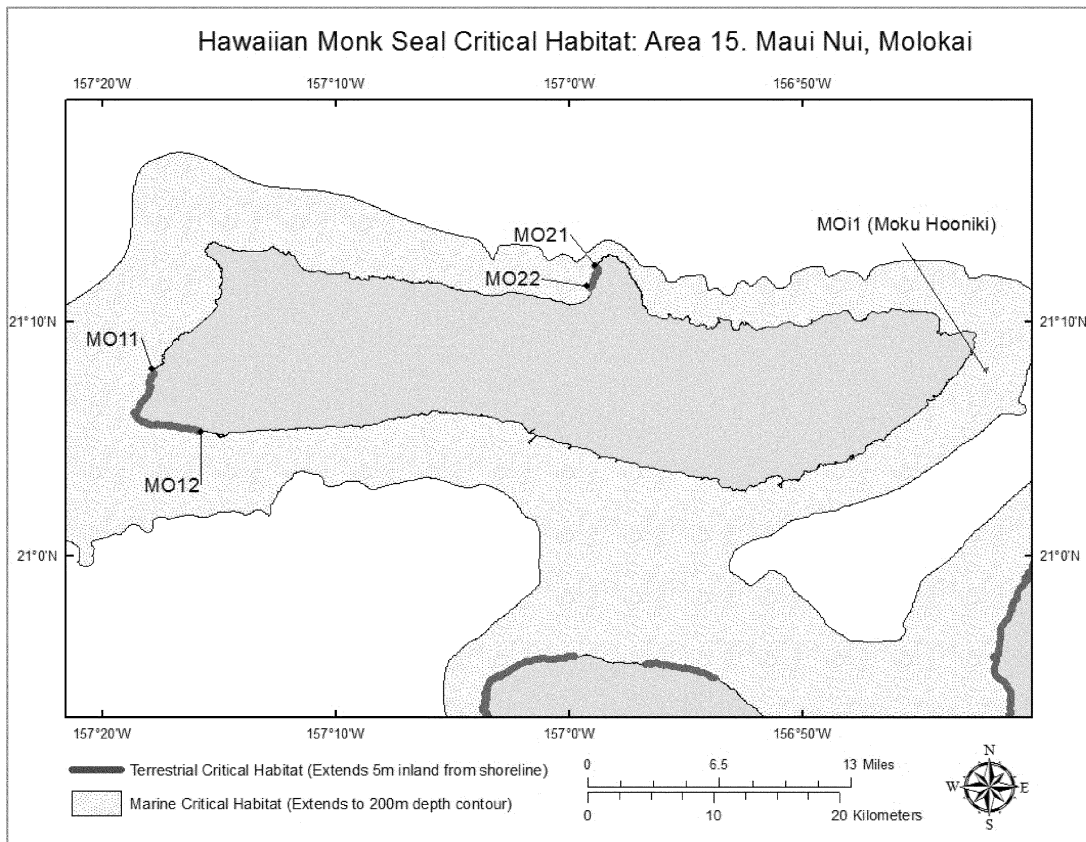 Hawaiian Monk Seal Critical Habitat: Area 15. Maui Nui, Molokai
157°20'W 157°10'W 157°0'W 156°50'W
MO21
MOi1 (Moku Hooniki)
MO22
21°10'N 21°10'N
MO11
MO12
21°0'N 21°0'N
157°20'W 157°10'W 157°0'W 156°50'W
Terrestrial Critical Habitat (Extends 5m inland from shoreline)
Marine Critical Habitat (Extends to 200m depth contour)
0 6.5 13 Miles
0 10 20 Kilometers
N
W E
S